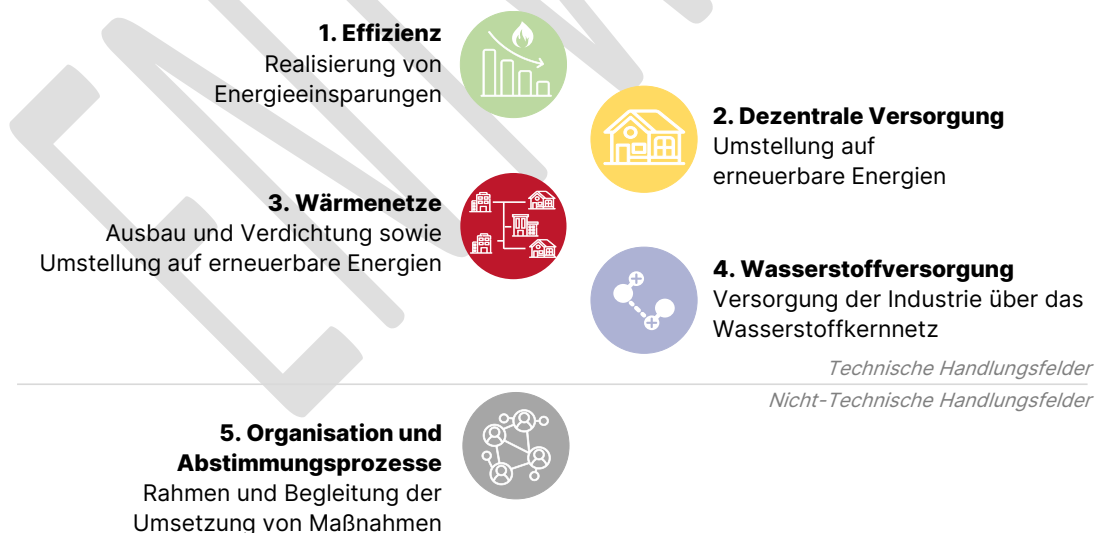 1. Effizienz
Realisierung von
Energieeinsparungen
2. Dezentrale Versorgung
Umstellung auf
erneuerbare Energien
3. Wärmenetze
Ausbau und Verdichtung sowie
Umstellung auf erneuerbare Energien
4. Wasserstoffversorgung
Versorgung der Industrie über das
Wasserstoffkernnetz
Technische Handlungsfelder
Nicht-Technische Handlungsfelder
5. Organisation und
Abstimmungsprozesse
Rahmen und Begleitung der
Umsetzung von Maßnahmen